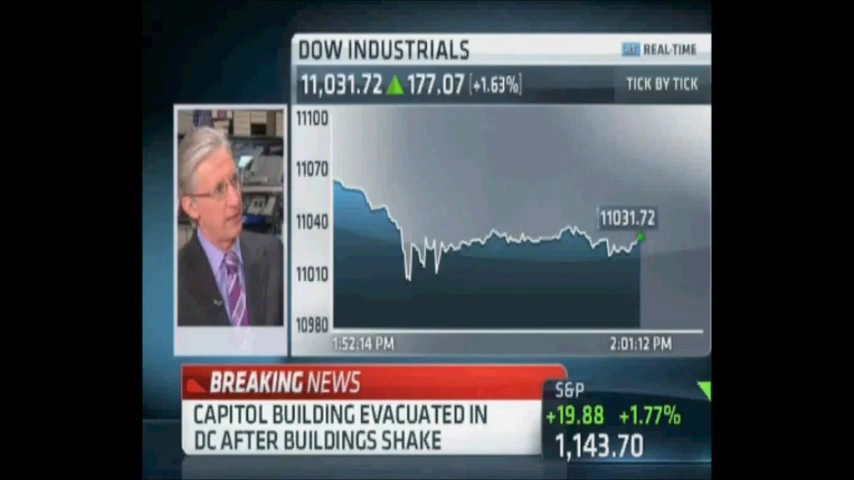 DOW INDUSTRIALS
REAL-TIME
11,031.72 ▲ 177.07 [+1.63%]
TICK BY TICK
11100
11070
11040
11010
10980
11031.72
1:52:14 PM
2:01:12 PM
BREAKING NEWS
CAPITOL BUILDING EVACUATED IN
DC AFTER BUILDINGS SHAKE
S&P
+19.88 +1.77%
1,143.70